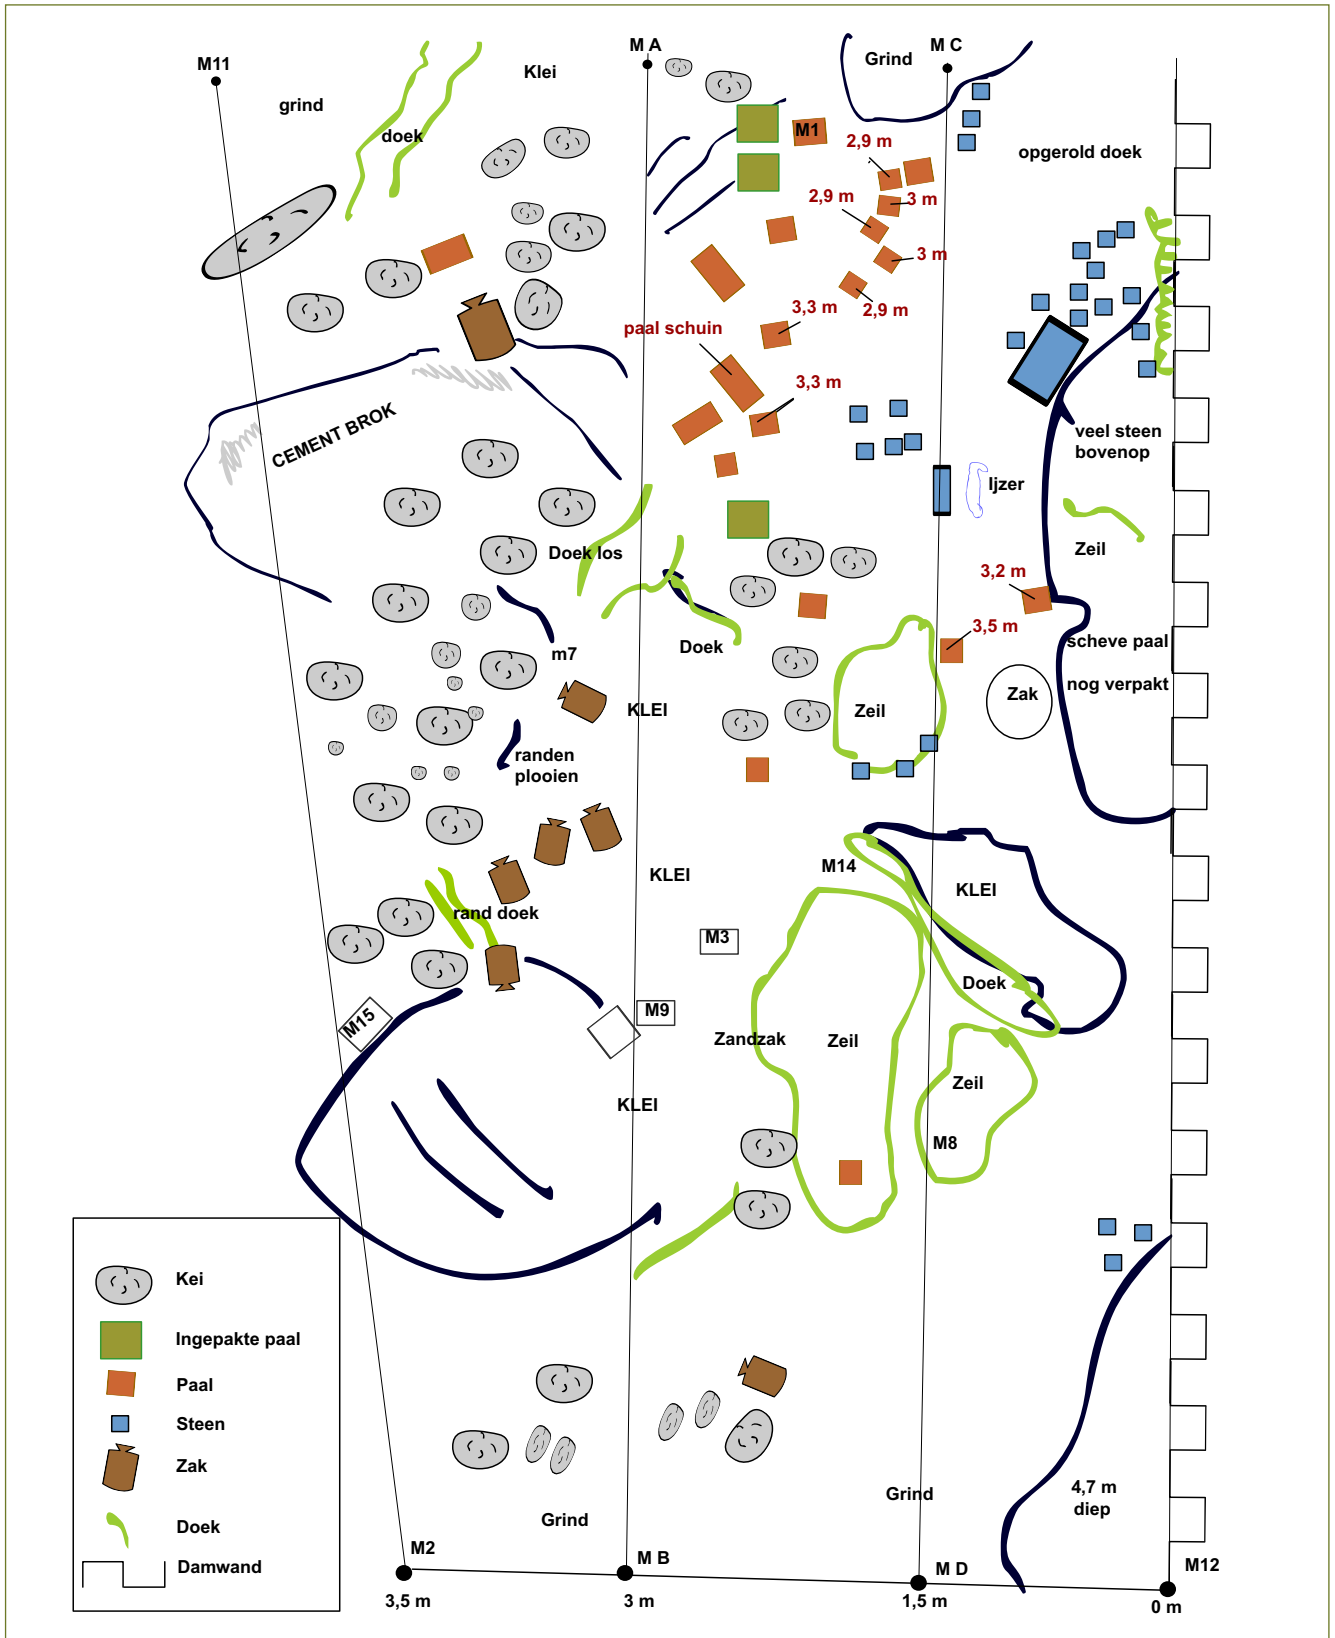 M11
M A
M C
Grind
Klei
grind
doek
M1
2,9 m
opgerold doek
2,9 m
3 m
3 m
2,9 m
3,3 m
paal schuin
3,3 m
CEMENT BROK
veel steen
bovenop
Ijzer
Doek los
Zeil
3,2 m
3,5 m
m7
Doek
scheve paal
nog verpakt
Zak
KLEI
Zeil
randen
plooien
M14
KLEI
KLEI
rand doek
M3
Doek
M15
M9
Zandzak
Zeil
Zeil
KLEI
M8
Kei
Ingepakte paal
Paal
Steen
Zak
Doek
Damwand
4,7 m
diep
Grind
Grind
M2
M B
M D
M12
3,5 m
3 m
1,5 m
0 m